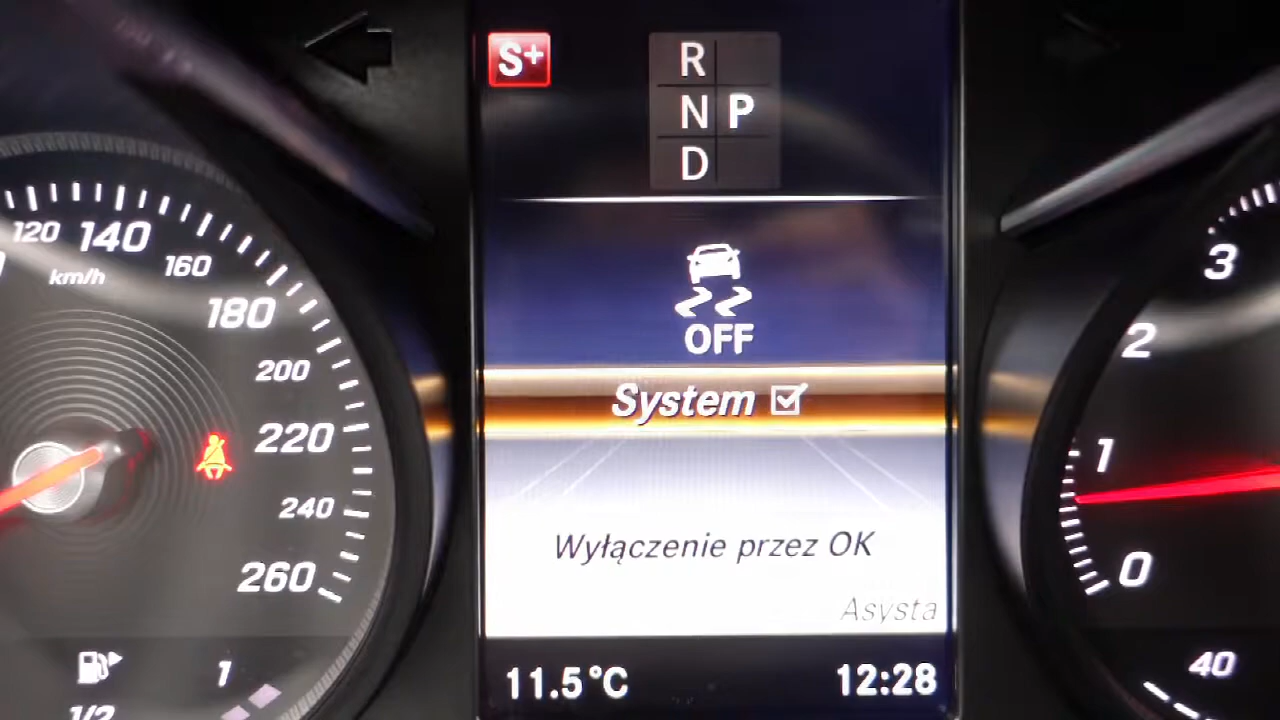 S+
R
N P
D
120 140 160 180 200 220 240 260
km/h
3
2
1
0
OFF
System
Wyłączenie przez OK
Asysta
1
1/2
40
11.5°C
12:28